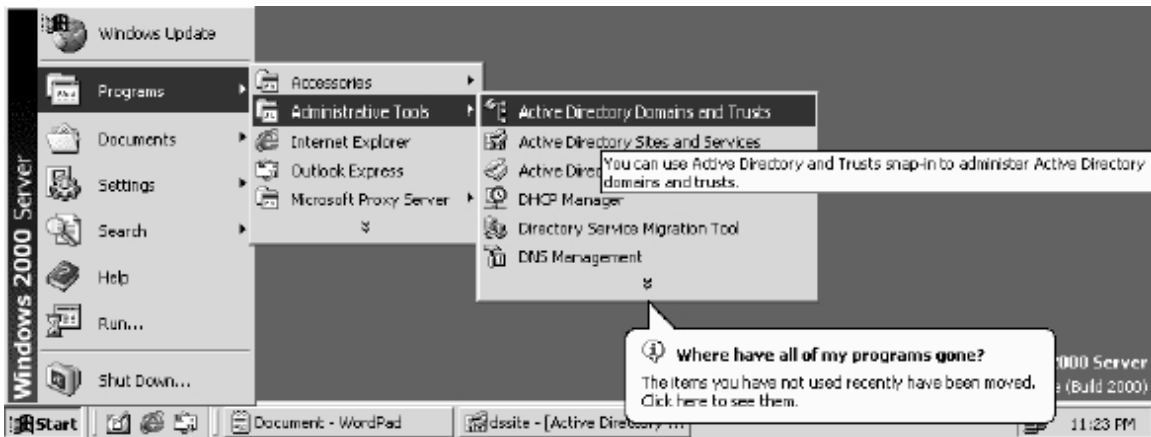 Windows 2000 Server
Windows Update
Programs
Documents
Settings
Search
Help
Run...
Shut Down...
Accessories
Administrative Tools
Internet Explorer
Outlook Express
Microsoft Proxy Server
Active Directory Domains and Trusts
Active Directory Sites and Services
Active Direc
You can use Active Directory and Trusts snap-in to administer Active Directory
domains and trusts.
DHCP Manager
Directory Service Migration Tool
DNS Management
Where have all of my programs gone?
The items you have not used recently have been moved.
Click here to see them.
2000 Server
(Build 2000)
Start
Document - WordPad
dssite - [Active Directory ...
11:23 PM